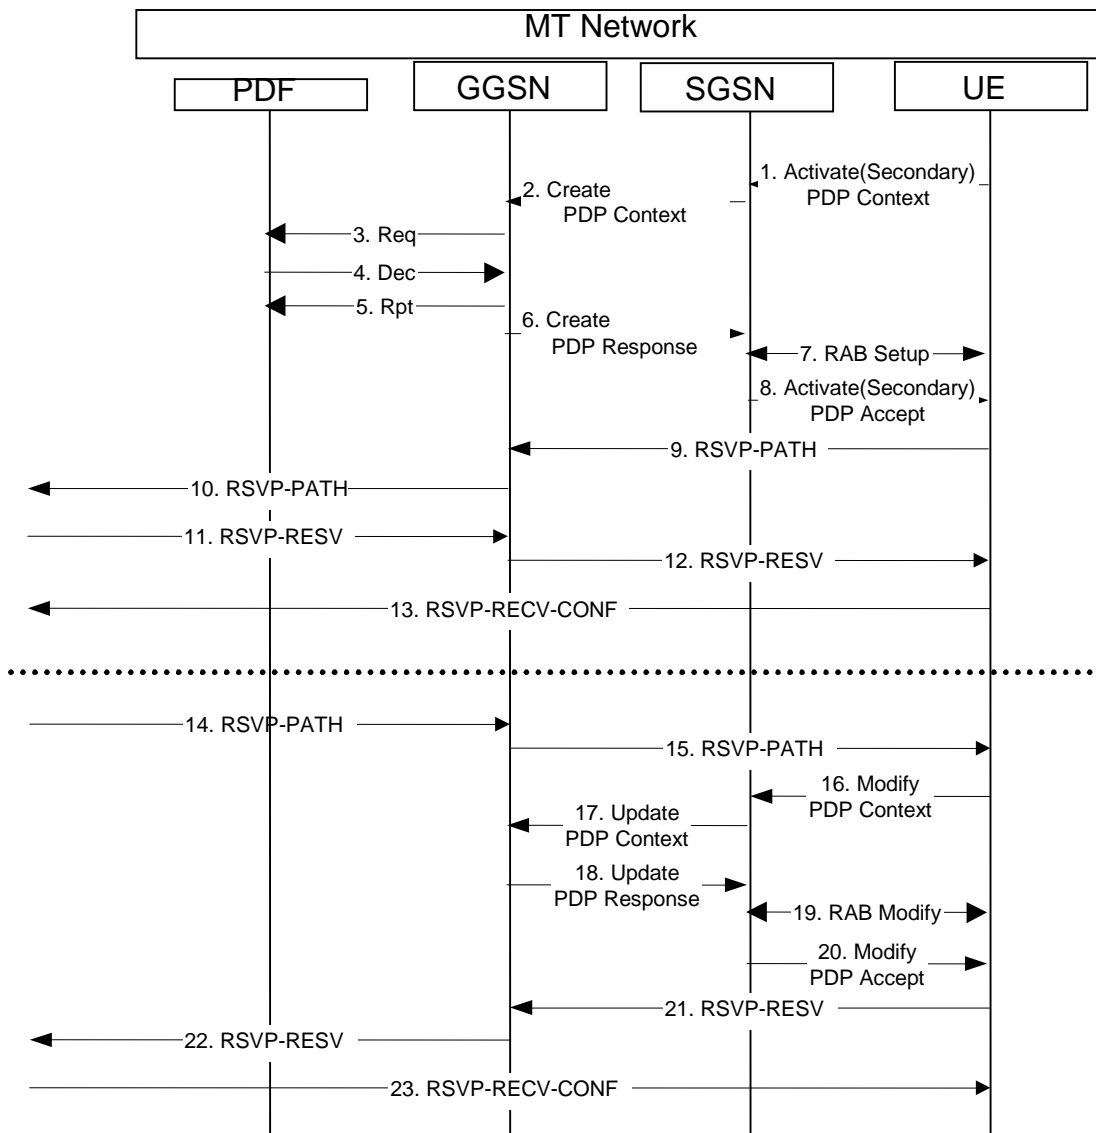 MT Network
PDF
GGSN
SGSN
UE
1. Activate(Secondary)
PDP Context
2. Create
PDP Context
3. Req
4. Dec
5. Rpt
6. Create
PDP Response
7. RAB Setup
8. Activate(Secondary)
PDP Accept
9. RSVP-PATH
10. RSVP-PATH
11. RSVP-RESV
12. RSVP-RESV
13. RSVP-RECV-CONF
14. RSVP-PATH
15. RSVP-PATH
16. Modify
PDP Context
17. Update
PDP Context
18. Update
PDP Response
19. RAB Modify
20. Modify
PDP Accept
21. RSVP-RESV
22. RSVP-RESV
23. RSVP-RECV-CONF